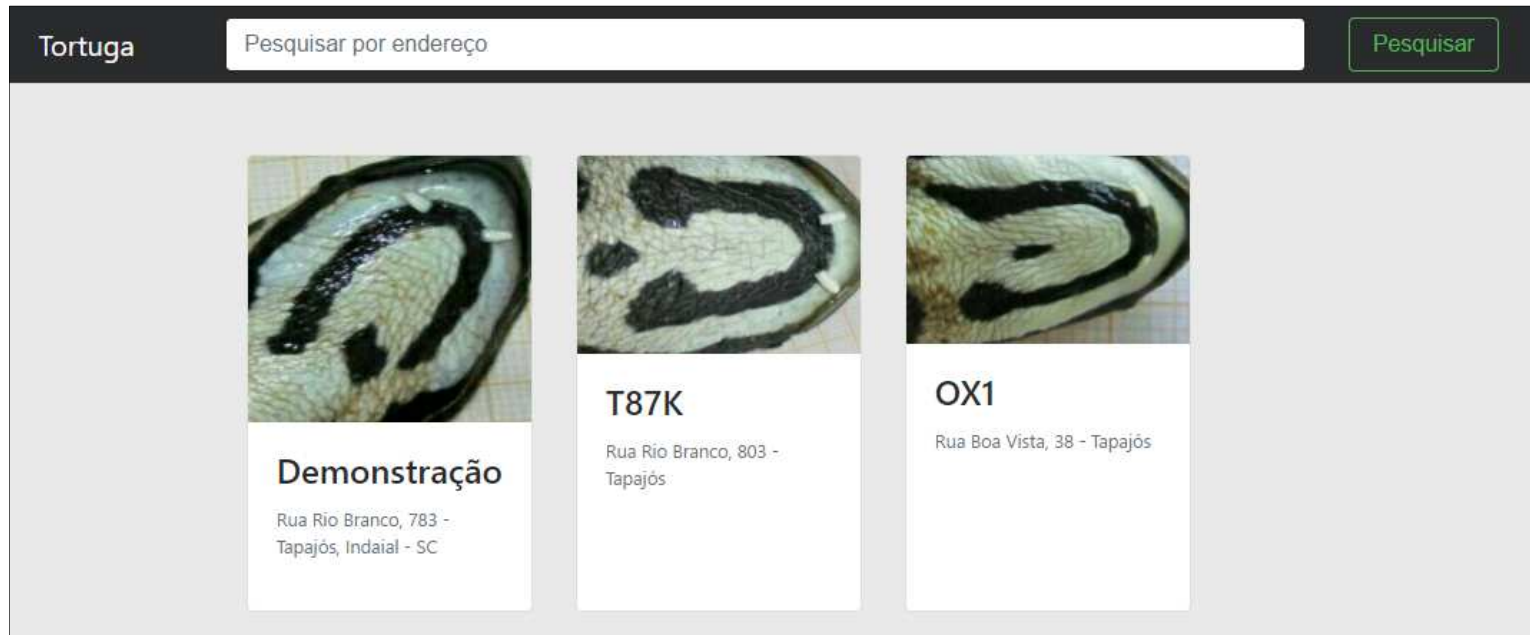 Tortuga
Pesquisar por endereço
Pesquisar
Demonstração
Rua Rio Branco, 783 -
Tapajós, Indaial - SC
T87K
Rua Rio Branco, 803 -
Tapajós
OX1
Rua Boa Vista, 38 - Tapajós